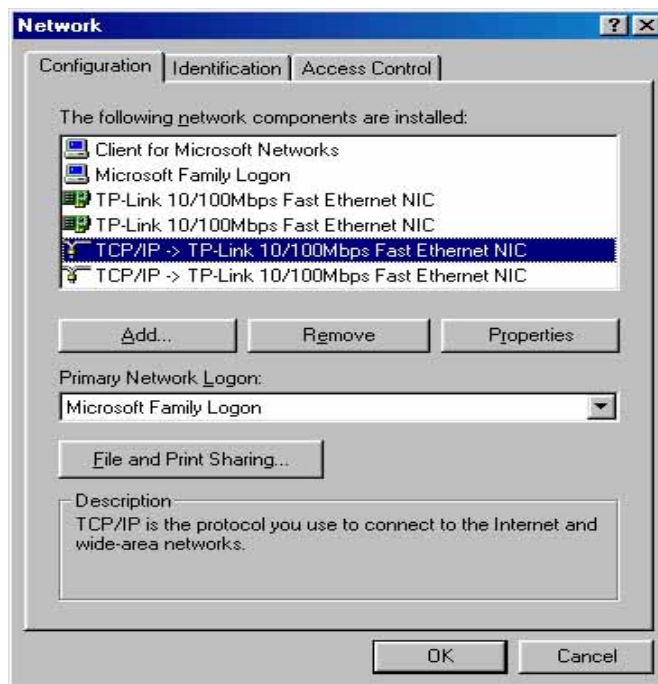 Network
Configuration Identification Access Control
The following network components are installed:
Client for Microsoft Networks
Microsoft Family Logon
TP-Link 10/100Mbps Fast Ethernet NIC
TP-Link 10/100Mbps Fast Ethernet NIC
TCP/IP -> TP-Link 10/100Mbps Fast Ethernet NIC
TCP/IP -> TP-Link 10/100Mbps Fast Ethernet NIC
Add... Remove Properties
Primary Network Logon:
Microsoft Family Logon
File and Print Sharing...
Description
TCP/IP is the protocol you use to connect to the Internet and
wide-area networks.
OK Cancel